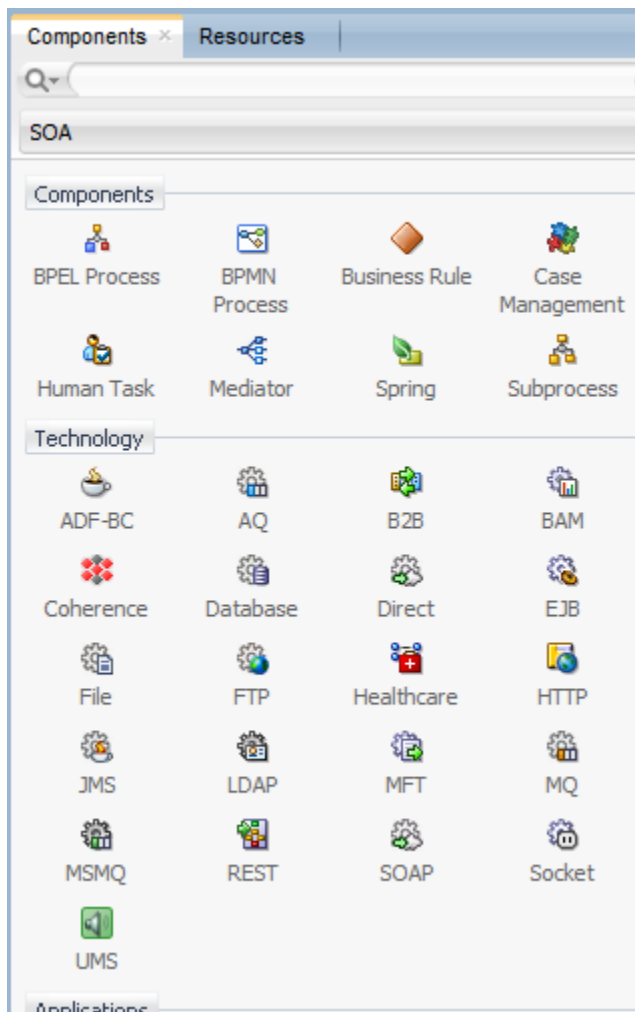 Components Resources
SOA
Components
BPEL Process BPMN Process Business Rule Case Management
Human Task Mediator Spring Subprocess
Technology
ADF-BC AQ B2B BAM
Coherence Database Direct EJB
File FTP Healthcare HTTP
JMS LDAP MFT MQ
MSMQ REST SOAP Socket
UMS
Applications